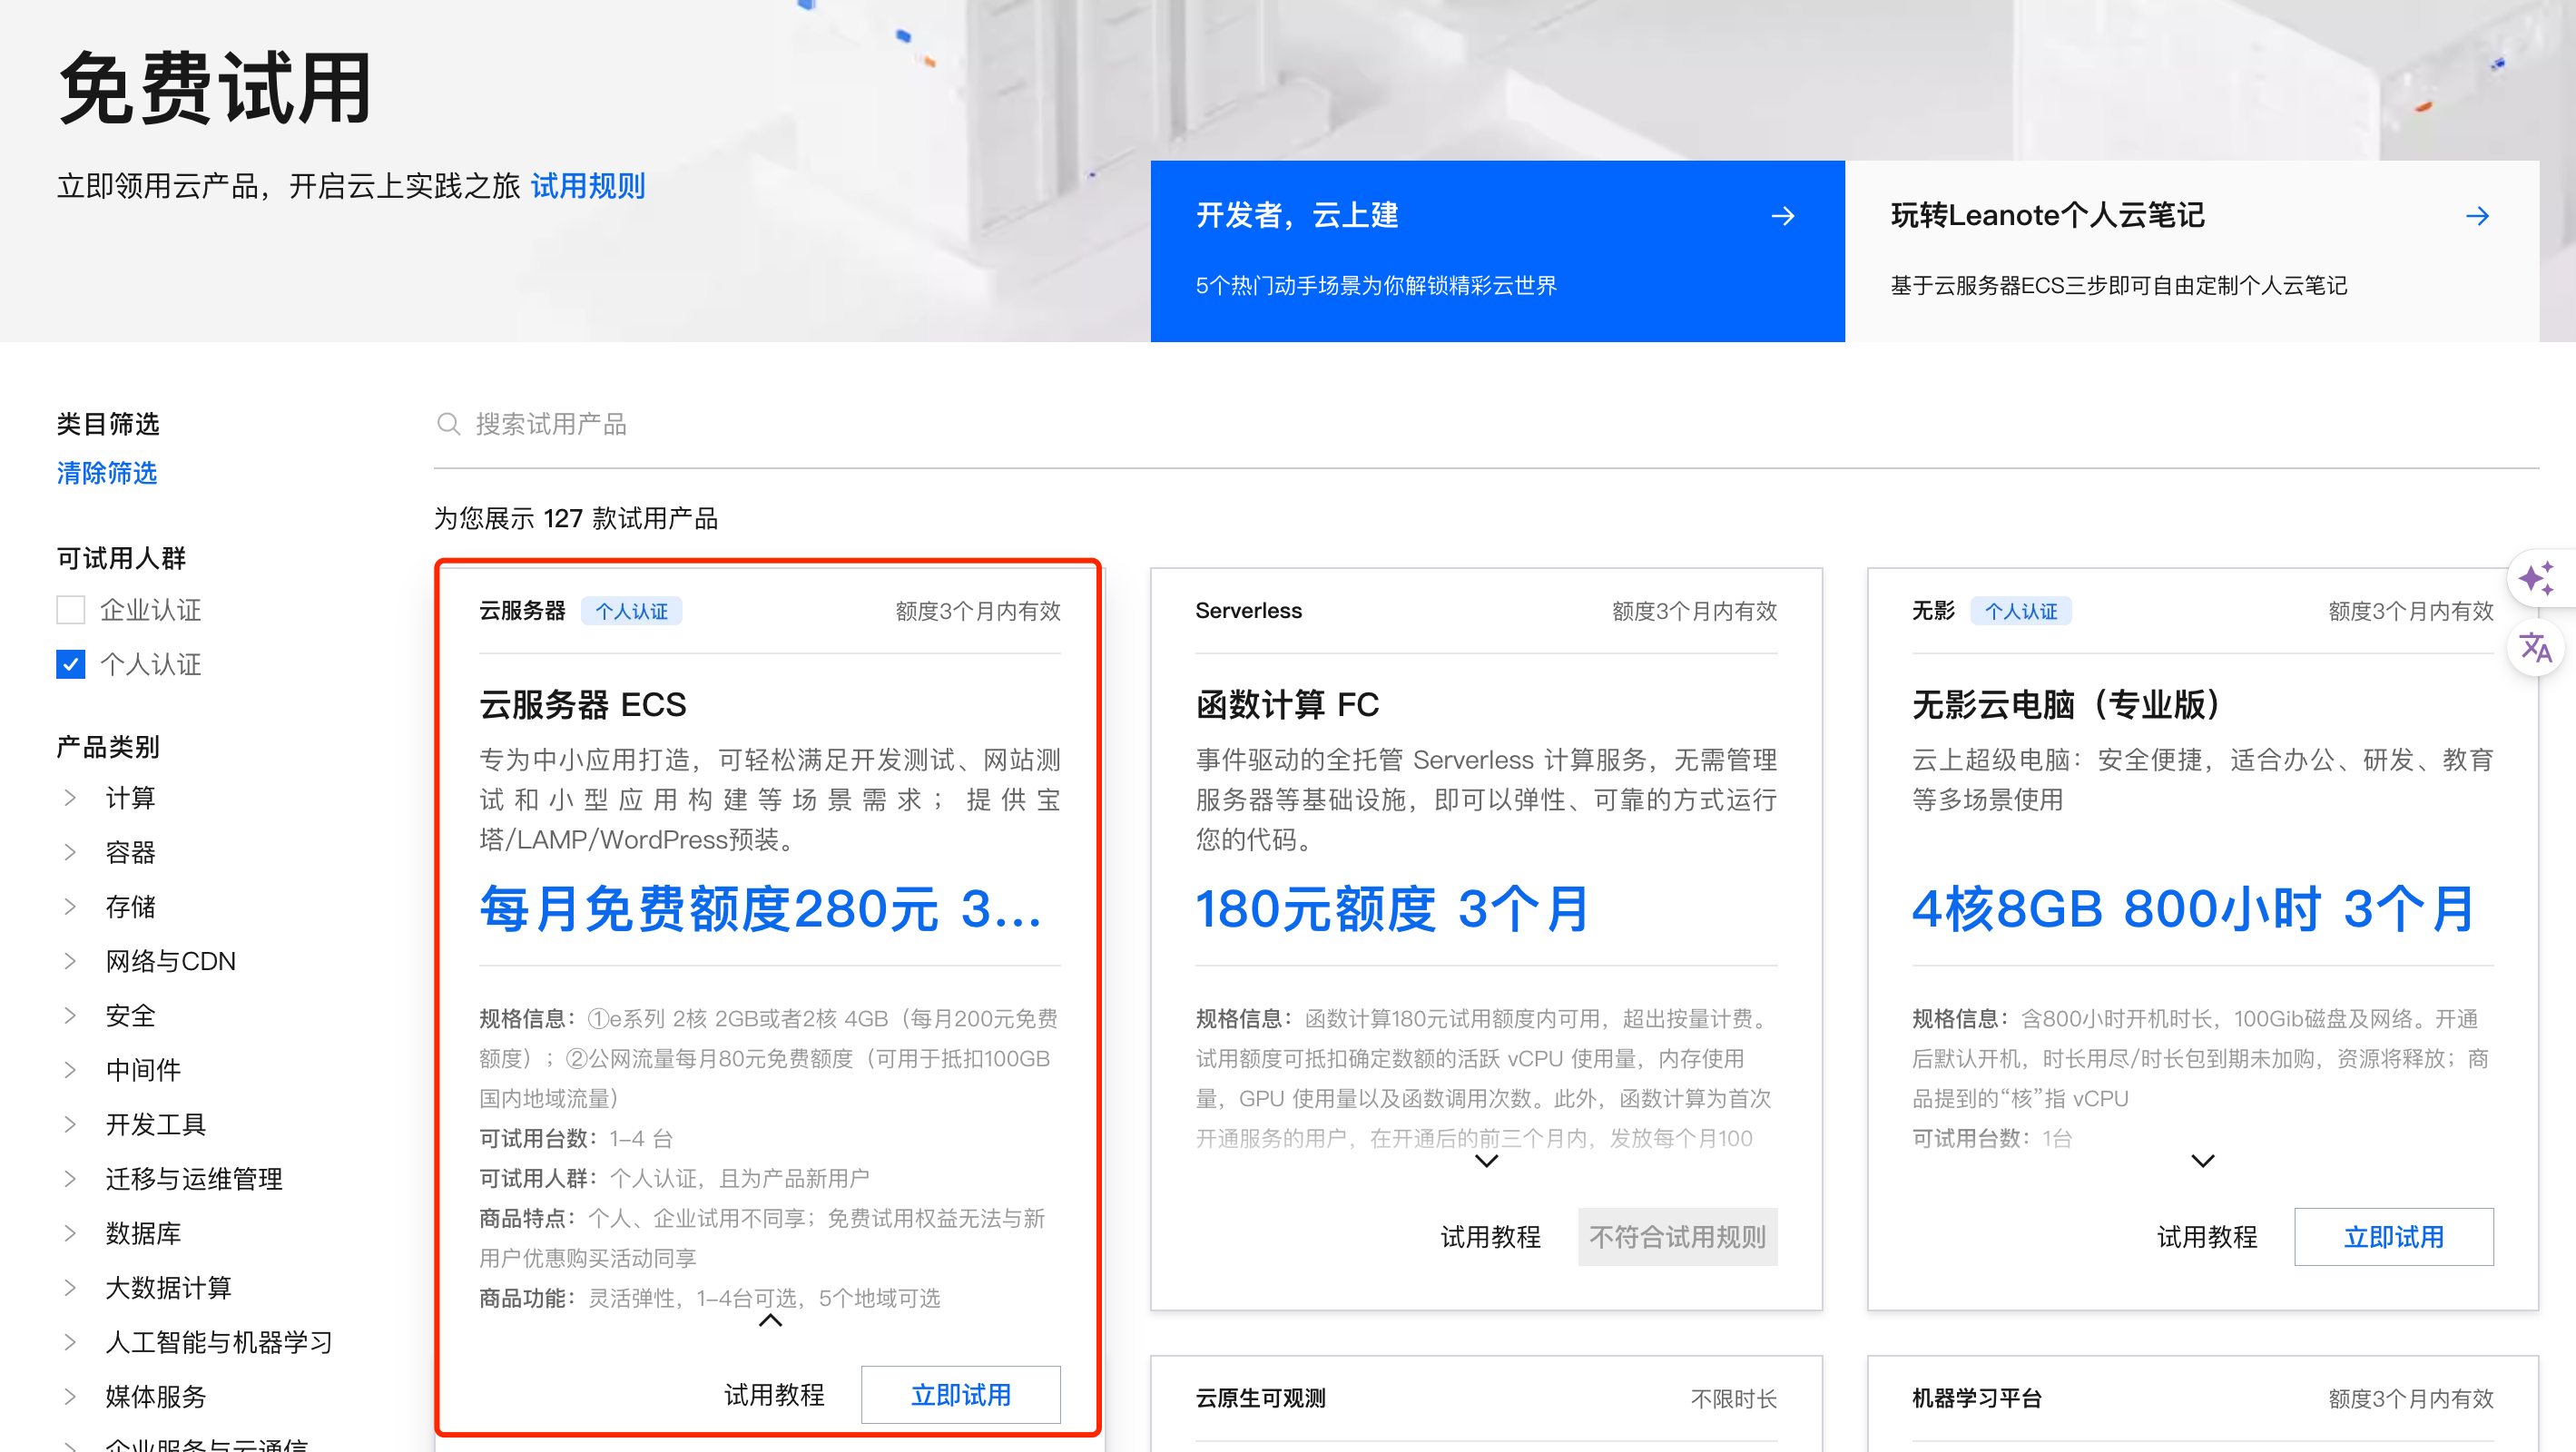 免费试用
立即领用云产品，开启云上实践之旅 试用规则
开发者，云上建
5个热门动手场景为你解锁精彩云世界
玩转Leanote个人云笔记
基于云服务器ECS三步即可自由定制个人云笔记
类目筛选
清除筛选
可试用人群
企业认证
个人认证
产品类别
计算
容器
存储
网络与CDN
安全
中间件
开发工具
迁移与运维管理
数据库
大数据计算
人工智能与机器学习
媒体服务
企业服务与云通信
搜索试用产品
为您展示 127 款试用产品
云服务器 个人认证 额度3个月内有效
云服务器 ECS
专为中小应用打造，可轻松满足开发测试、网站测
试和小型应用构建等场景需求；提供宝
塔/LAMP/WordPress预装。
每月免费额度280元 3...
规格信息：①e系列 2核 2GB或者2核 4GB（每月200元免费
额度）；②公网流量每月80元免费额度（可用于抵扣100GB
国内地域流量）
可试用台数：1-4 台
可试用人群：个人认证，且为产品新用户
商品特点：个人、企业试用不同享；免费试用权益无法与新
用户优惠购买活动同享
商品功能：灵活弹性，1-4台可选，5个地域可选
试用教程 立即试用
Serverless 额度3个月内有效
函数计算 FC
事件驱动的全托管 Serverless 计算服务，无需管理
服务器等基础设施，即可以弹性、可靠的方式运行
您的代码。
180元额度 3个月
规格信息：函数计算180元试用额度内可用，超出按量计费。
试用额度可抵扣确定数额的活跃 vCPU 使用量，内存使用
量，GPU 使用量以及函数调用次数。此外，函数计算为首次
开通服务的用户，在开通后的前三个月内，发放每个月100
试用教程 不符合试用规则
无影 个人认证 额度3个月内有效
无影云电脑（专业版）
云上超级电脑：安全便捷，适合办公、研发、教育
等多场景使用
4核8GB 800小时 3个月
规格信息：含800小时开机时长，100Gib磁盘及网络。开通
后默认开机，时长用尽/时长包到期未加购，资源将释放；商
品提到的“核”指 vCPU
可试用台数：1台
试用教程 立即试用
云原生可观测 不限时长
机器学习平台 额度3个月内有效